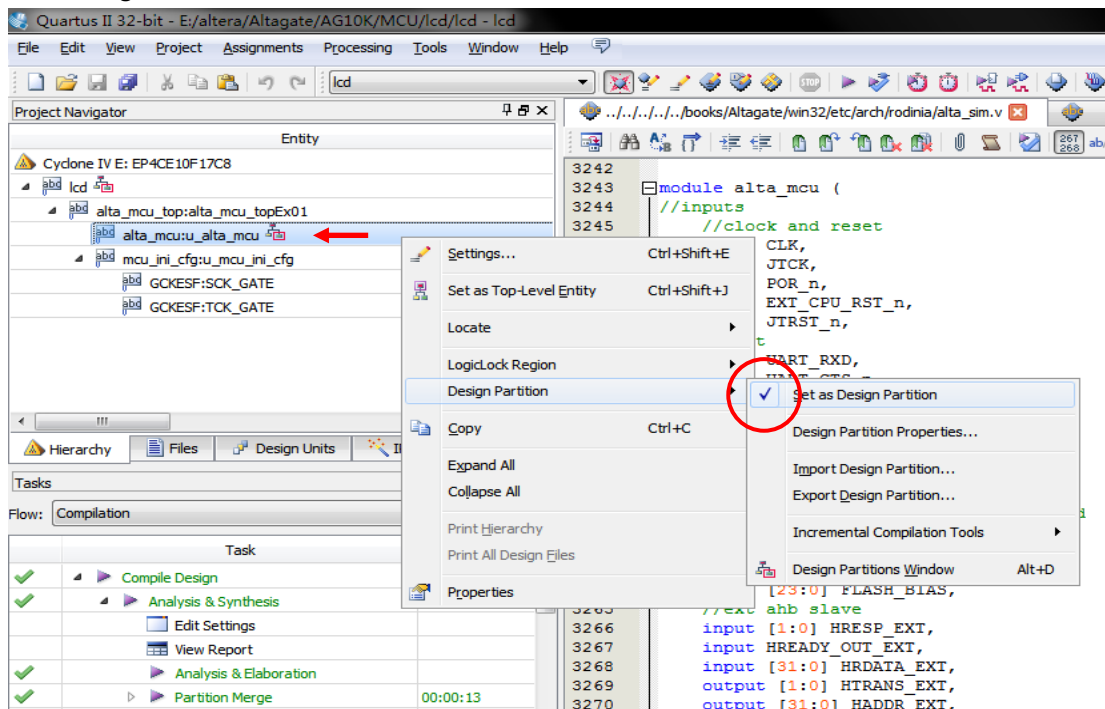 Quartus II 32-bit - E:/altera/Altagate/AG10K/MCU/lcd/lcd - lcd
File Edit View Project Assignments Processing Tools Window Help
lcd
Project Navigator
../../../../../books/Altagate/win32/etc/arch/rodinia/alta_sim.v
Entity
267
268
ab
Cyclone IV E: EP4CE10F17C8
lcd
alta_mcu_top:alta_mcu_topEx01
alta_mcu:u_alta_mcu
mcu_ini_cfg:u_mcu_ini_cfg
GCKESF:SCK_GATE
GCKESF:TCK_GATE
3242
3243 module alta_mcu (
3244 //inputs
3245 //clock and reset
CLK,
JTCK,
POR_n,
EXT_CPU_RST_n,
JTRST_n,
UART_RXD,
Settings... Ctrl+Shift+E
Set as Top-Level Entity Ctrl+Shift+J
Locate
LogicLock Region
Design Partition
Copy Ctrl+C
Expand All
Collapse All
Print Hierarchy
Print All Design Files
Properties
Set as Design Partition
Design Partition Properties...
Import Design Partition...
Export Design Partition...
Incremental Compilation Tools
Design Partitions Window Alt+D
Hierarchy Files Design Units
Tasks
Flow: Compilation
Task
Compile Design
Analysis & Synthesis
Edit Settings
View Report
Analysis & Elaboration
Partition Merge 00:00:13
[23:0] FLASH_BIAS,
3265 //ext ahb slave
3266 input [1:0] HRESP_EXT,
3267 input HREADY_OUT_EXT,
3268 input [31:0] HRDATA_EXT,
3269 output [1:0] HTRANS_EXT,
3270 output [31:0] HADDR_EXT,